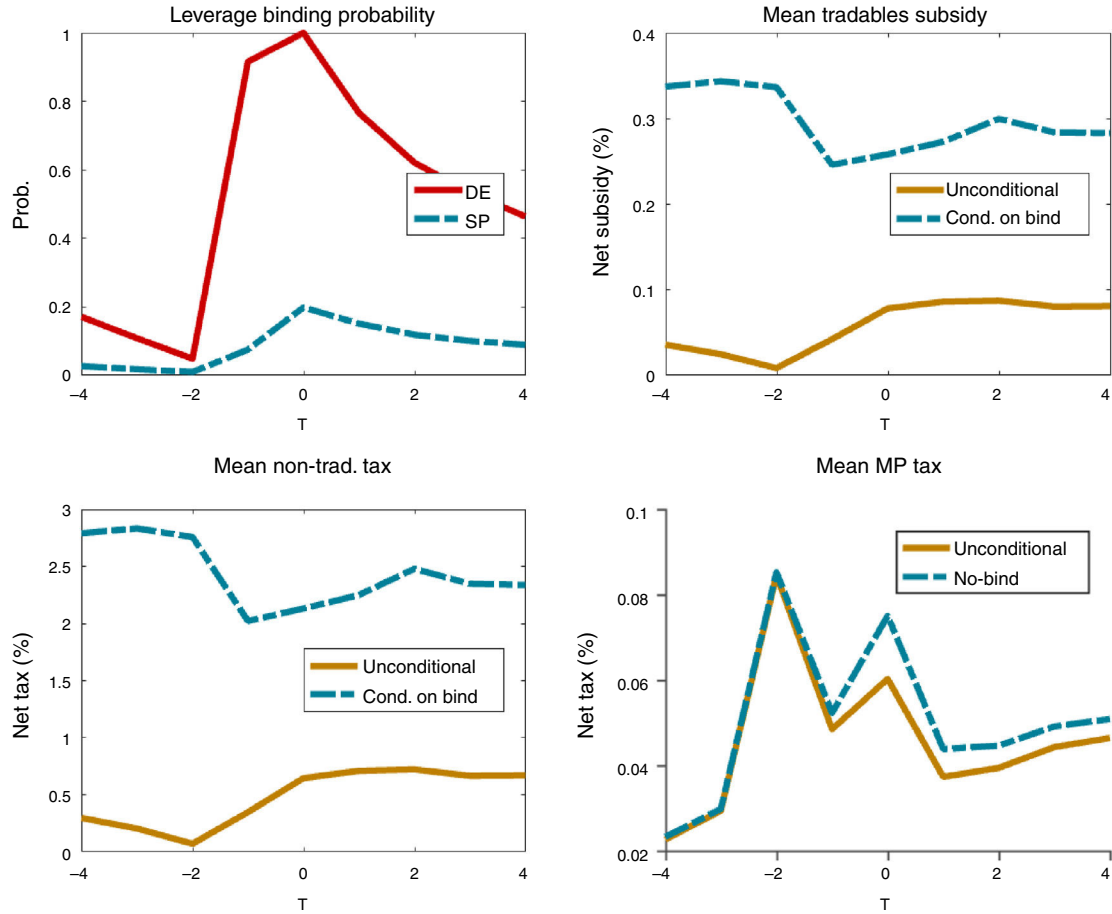 Leverage binding probability
Prob.
1
0.8
0.6
0.4
0.2
0
DE
SP
–4
–2
0
2
4
T
Mean tradables subsidy
Net subsidy (%)
0.4
0.3
0.2
0.1
0
Unconditional
Cond. on bind
–4
–2
0
2
4
T
Mean non-trad. tax
Net tax (%)
3
2.5
2
1.5
1
0.5
0
Unconditional
Cond. on bind
–4
–2
0
2
4
T
Mean MP tax
Net tax (%)
0.1
0.08
0.06
0.04
0.02
Unconditional
No-bind
–4
–2
0
2
4
T